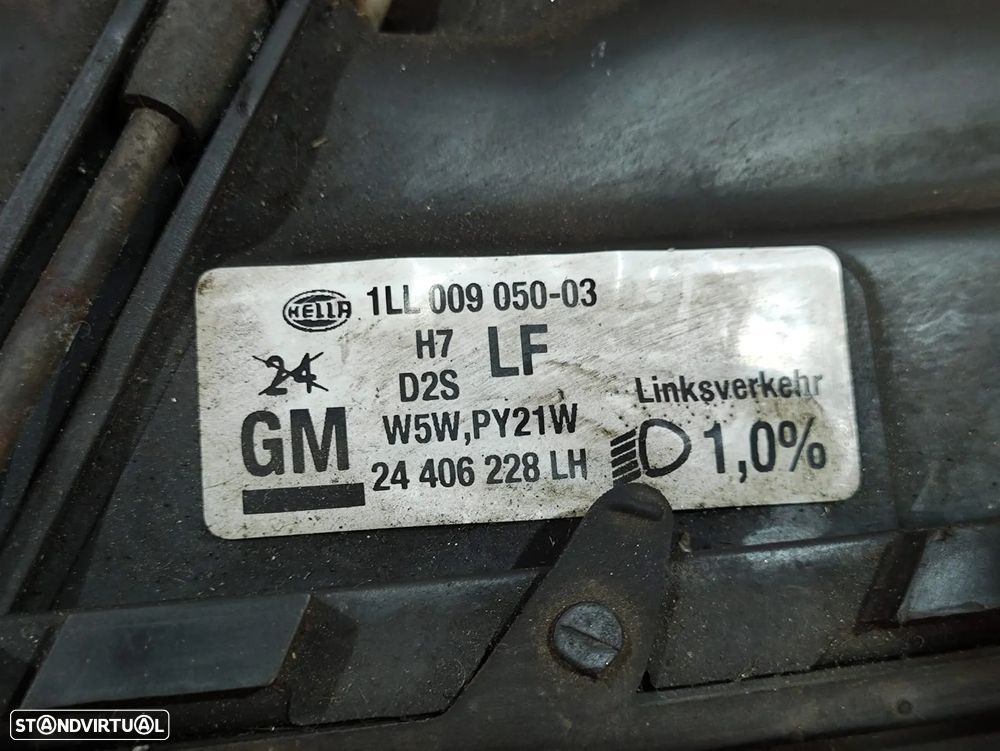 HELLA 1LL 009 050-03
H7 LF
24
D2S Linksverkehr
GM W5W,PY21W 1,0%
24 406 228 LH
STANDVIRTUAL